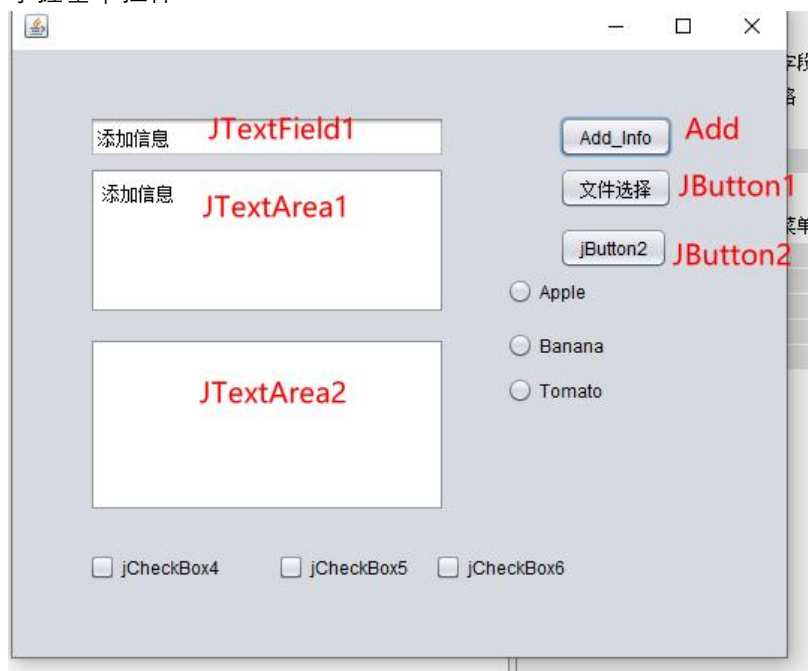 添加信息 JTextField1 Add_Info Add
添加信息 JTextArea1 文件选择 JButton1
jButton2 JButton2
Apple
Banana
JTextArea2 Tomato
jCheckBox4 jCheckBox5 jCheckBox6